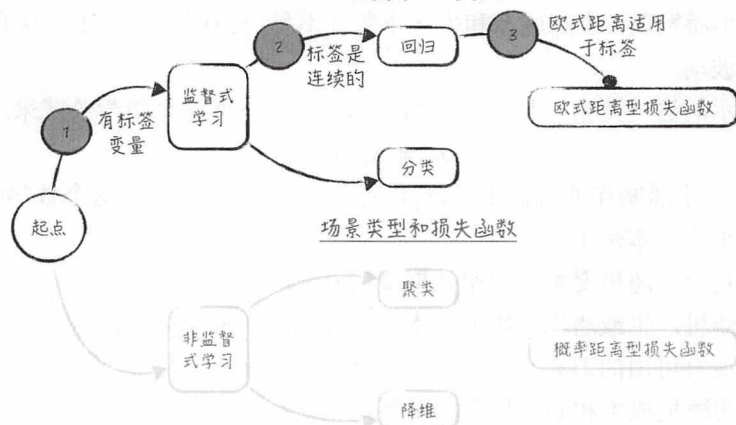 2
标签是
连续的
回归
3
欧式距离适用
于标签
1
有标签
变量
监督式
学习
欧式距离型损失函数
分类
起点
场景类型和损失函数
聚类
非监督
式学习
概率距离型损失函数
降维